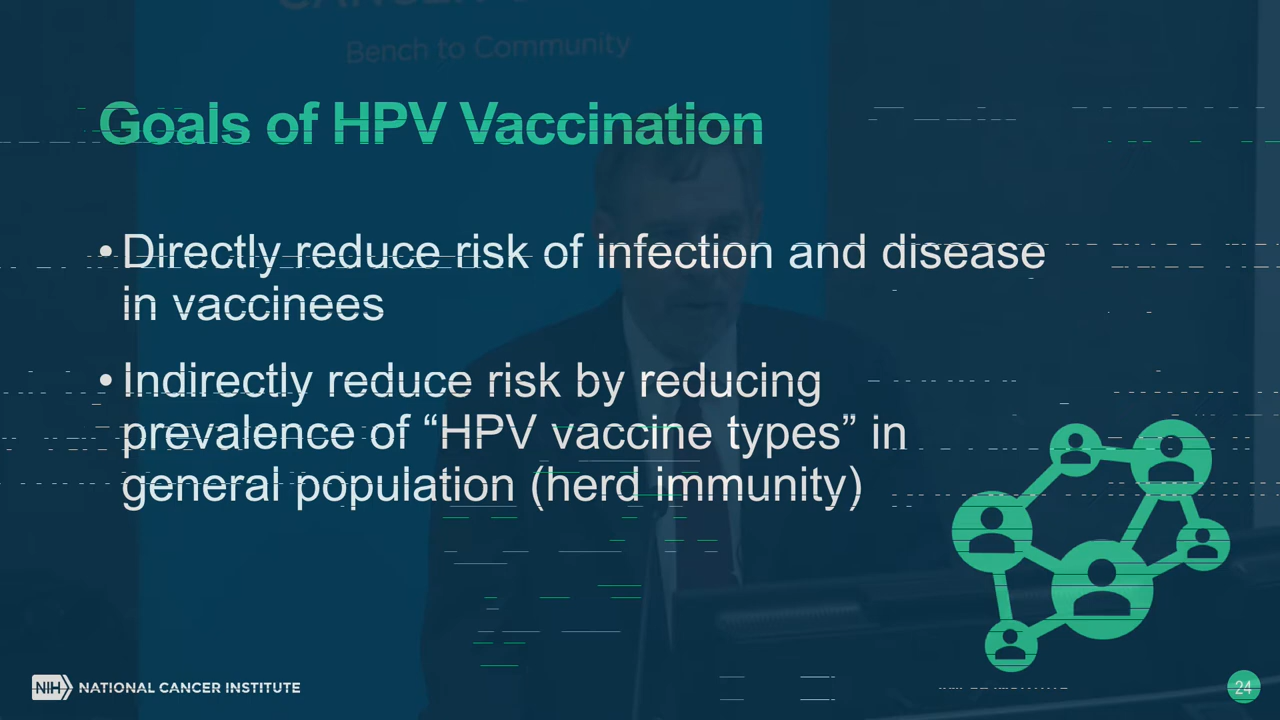 Bench to Community
Goals of HPV Vaccination
• Directly reduce risk of infection and disease
in vaccinees
• Indirectly reduce risk by reducing
prevalence of “HPV vaccine types” in
general population (herd immunity)
NIH NATIONAL CANCER INSTITUTE
24